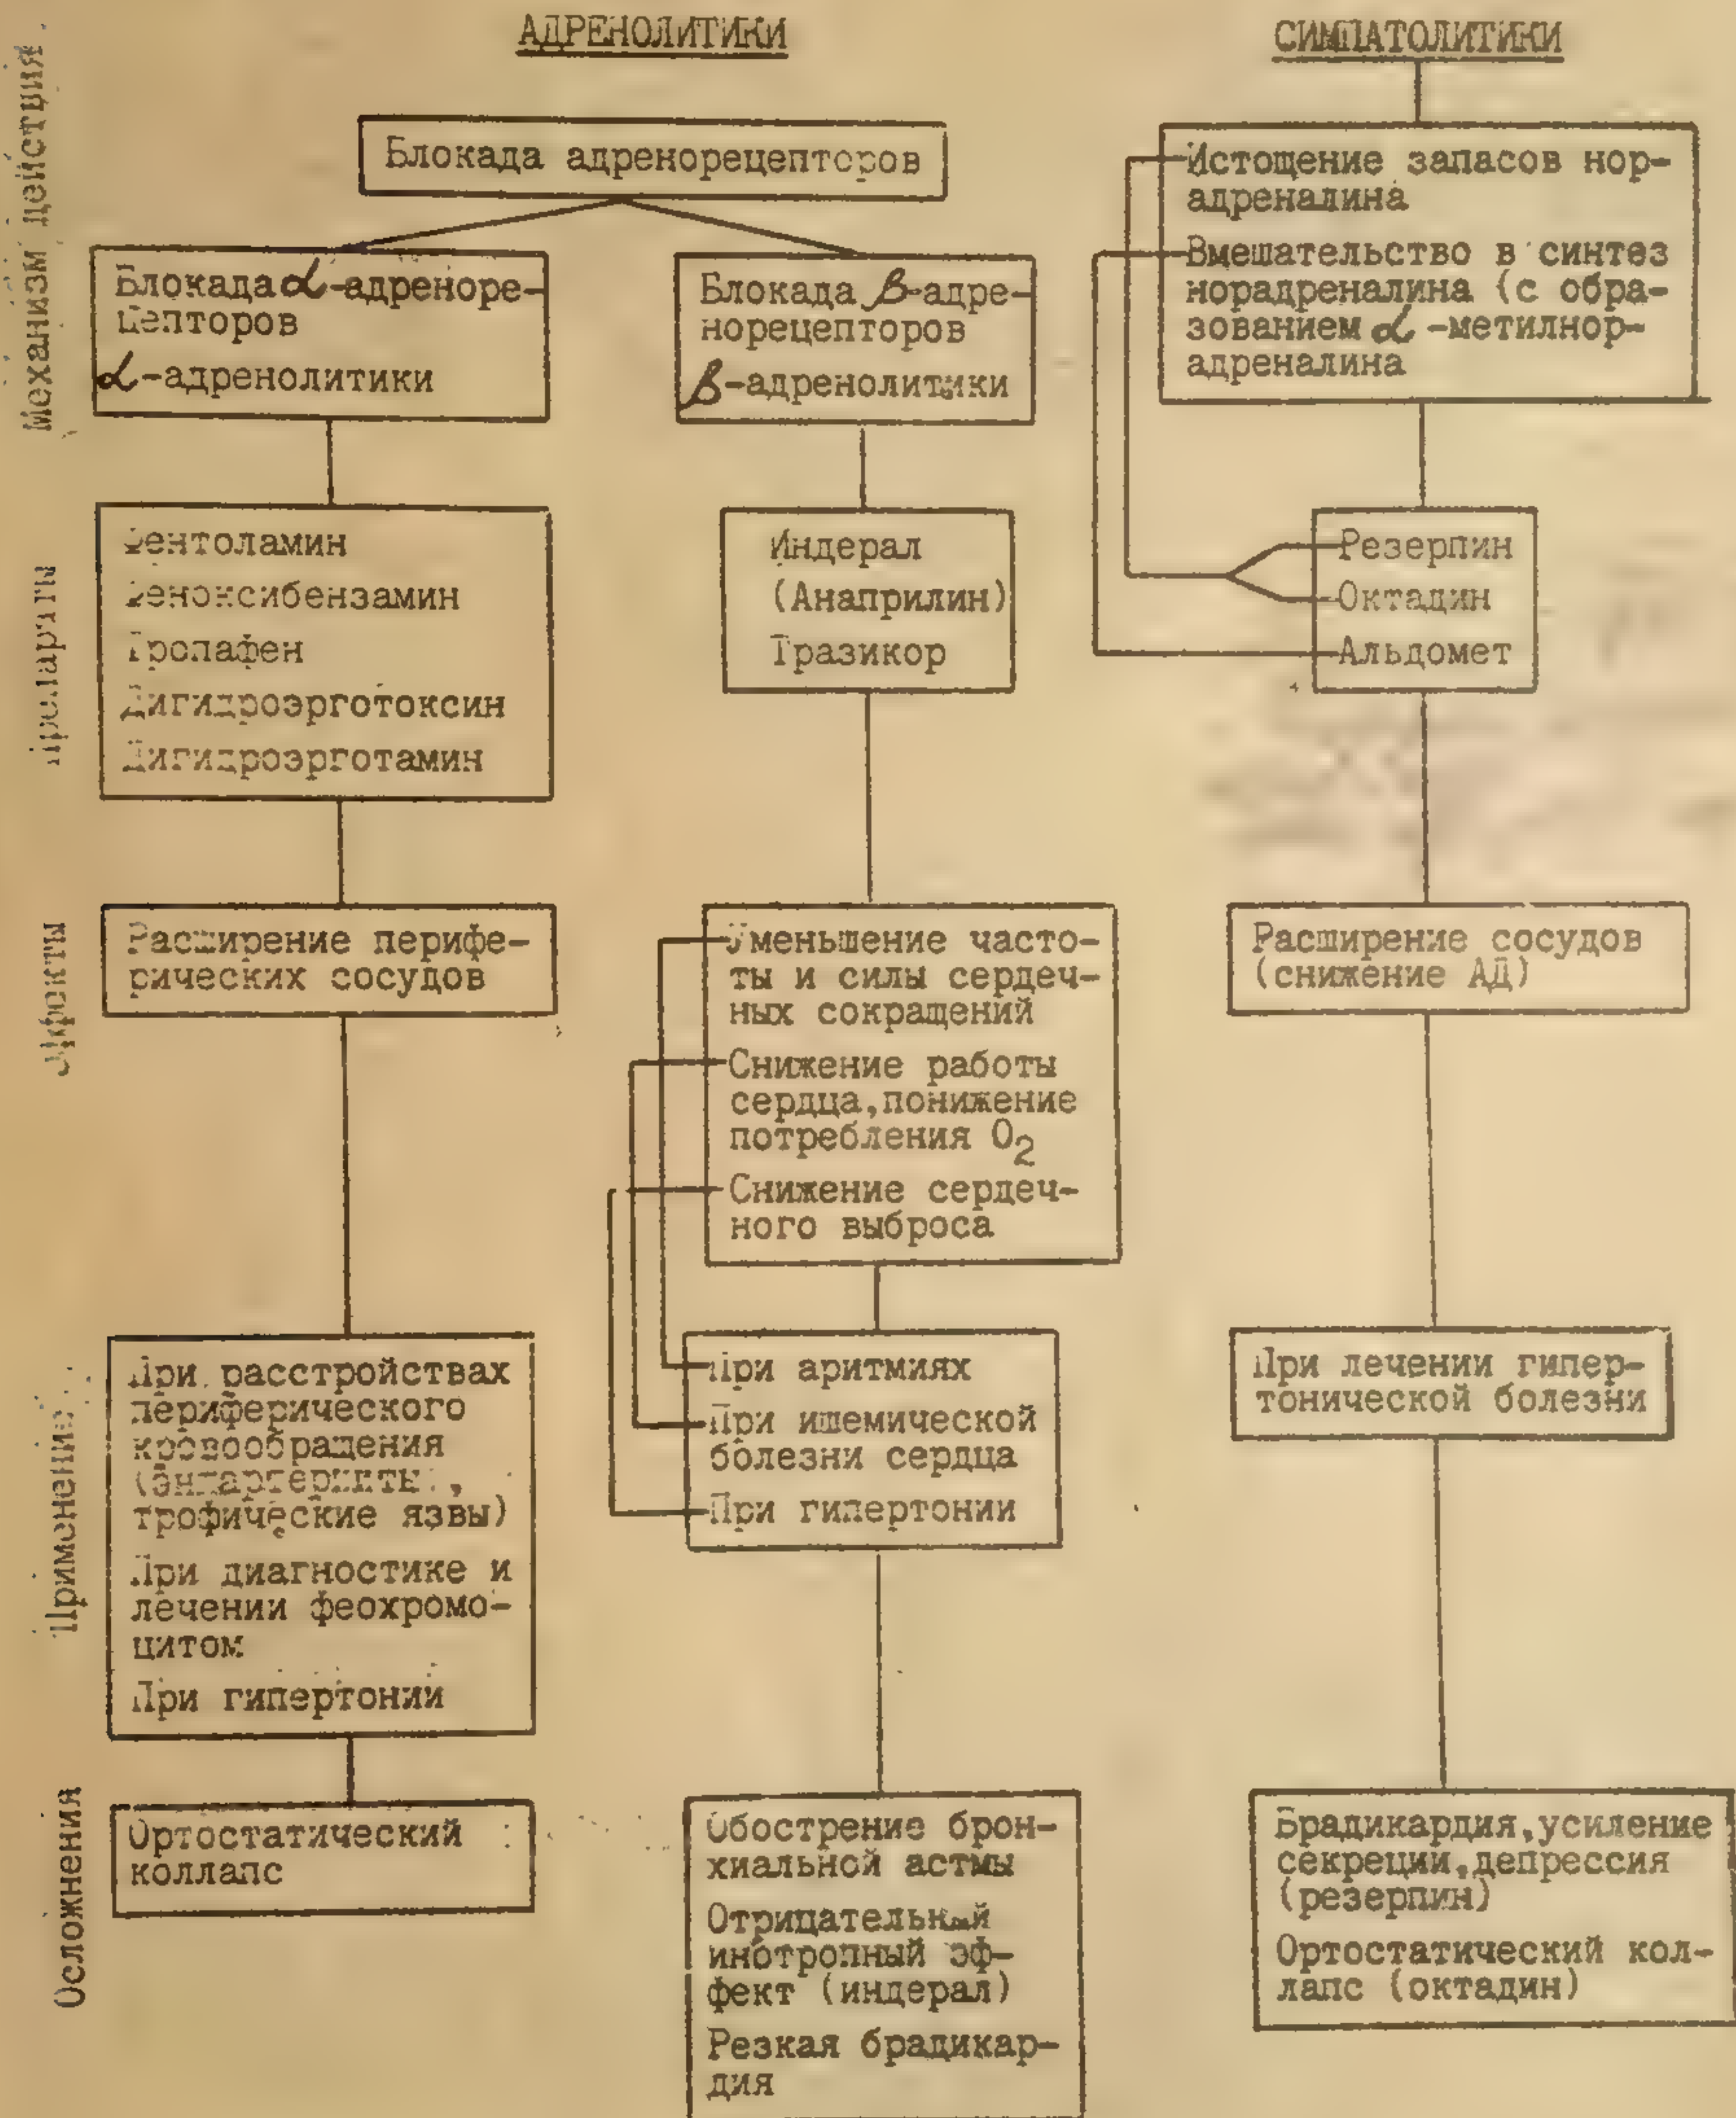 АДРЕНОЛИТИКИ
СИМПАТОЛИТИКИ
Механизм действия
Блокада адренорецепторов
Блокада α-адреноре-
цепторов
α-адренолитики
Блокада β-адре-
норецепторов
β-адренолитики
Истощение запасов нор-
адреналина
Вмешательство в синтез
норадреналина (с обра-
зованием α-метилнор-
адреналина
Препараты
Фентоламин
Феноксибензамин
Тропафен
Дигидроэрготоксин
Дигидроэрготамин
Индерал
(Анаприлин)
Тразикор
Резерпин
Октадин
Альдомет
Эффекты
Расширение перифе-
рических сосудов
Уменьшение часто-
ты и силы сердеч-
ных сокращений
Снижение работы
сердца, понижение
потребления O2
Снижение сердеч-
ного выброса
Расширение сосудов
(снижение АД)
Применение
При расстройствах
периферического
кровообращения
(эндартерииты,
трофические язвы)
При диагностике и
лечении феохромо-
цитом
При гипертонии
При аритмиях
При ишемической
болезни сердца
При гипертонии
При лечении гипер-
тонической болезни
Осложнения
Ортостатический
коллапс
Обострение брон-
хиальной астмы
Отрицательный
инотропный эф-
фект (индерал)
Резкая брадикар-
дия
Брадикардия, усиление
секреции, депрессия
(резерпин)
Ортостатический кол-
лапс (октадин)